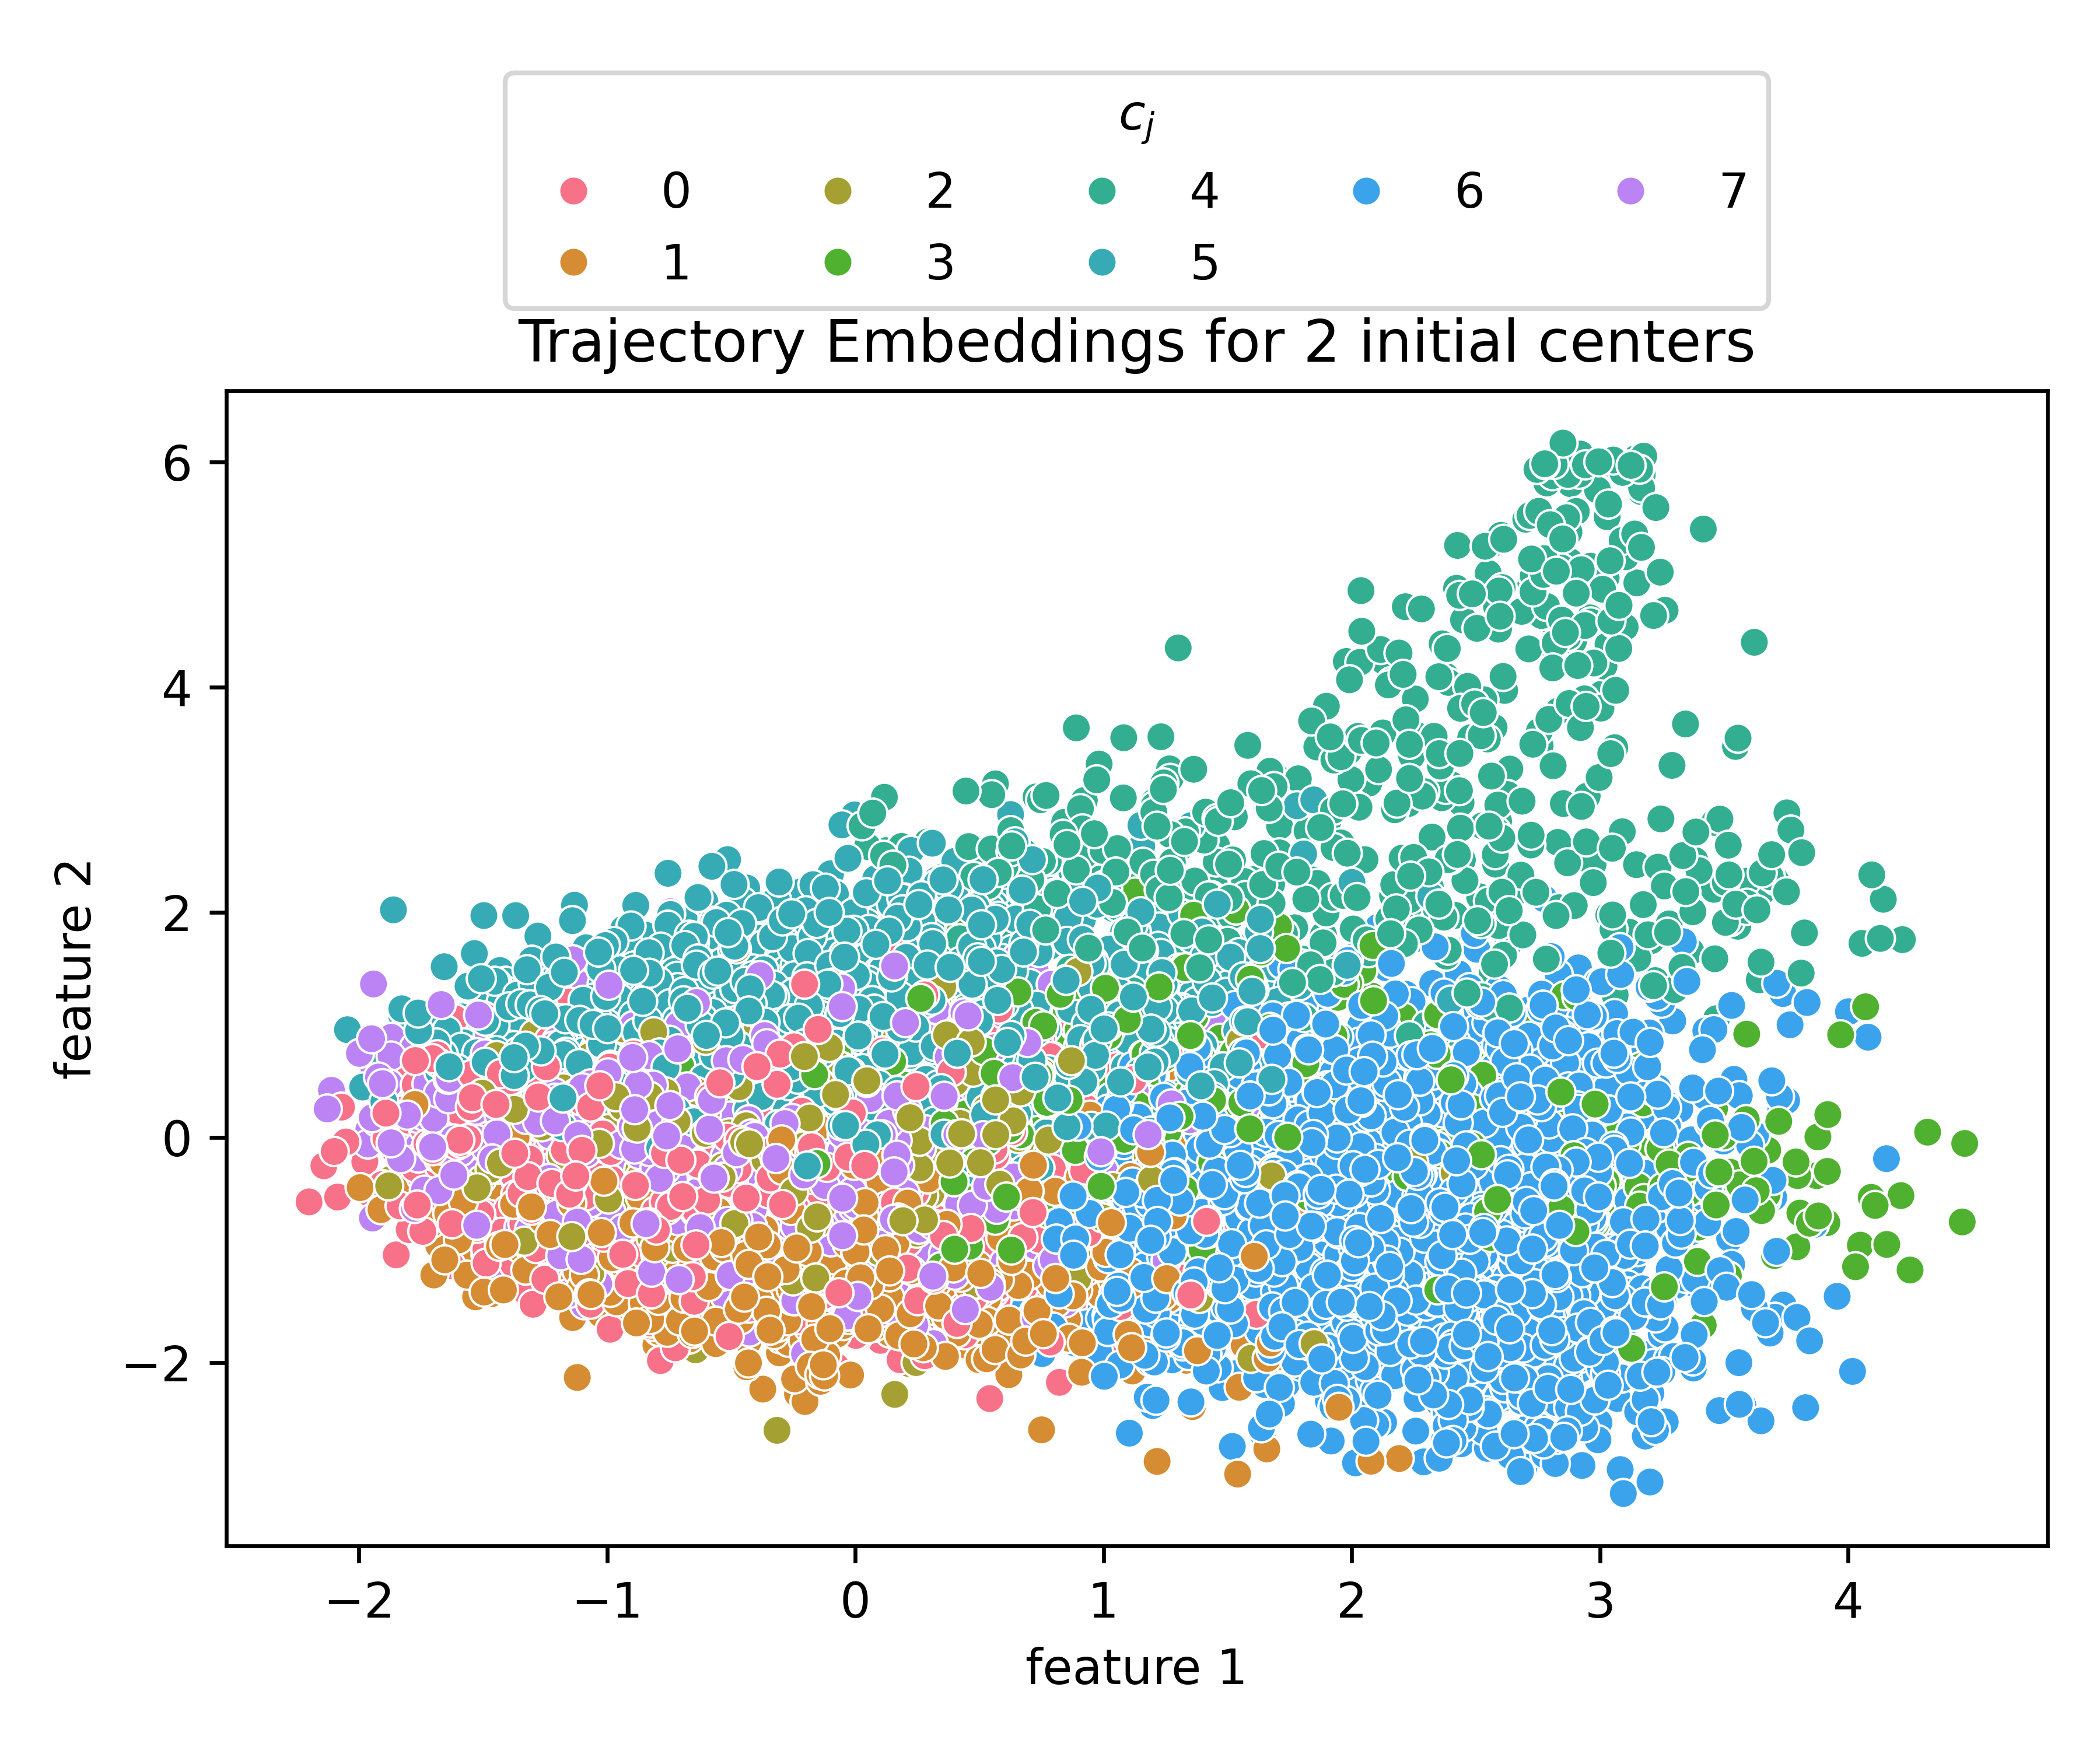 c_j
0 2 4 6 7
1 3 5
Trajectory Embeddings for 2 initial centers
6
4
2
0
−2
feature 2
−2 −1 0 1 2 3 4
feature 1